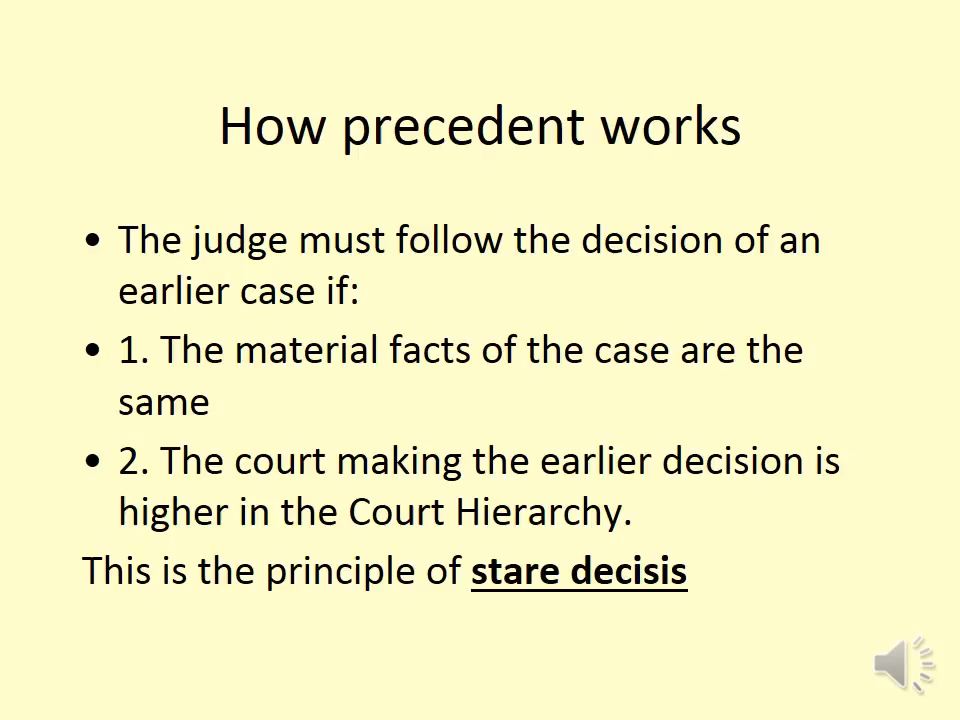 How precedent works
• The judge must follow the decision of an
earlier case if:
• 1. The material facts of the case are the
same
• 2. The court making the earlier decision is
higher in the Court Hierarchy.
This is the principle of stare decisis